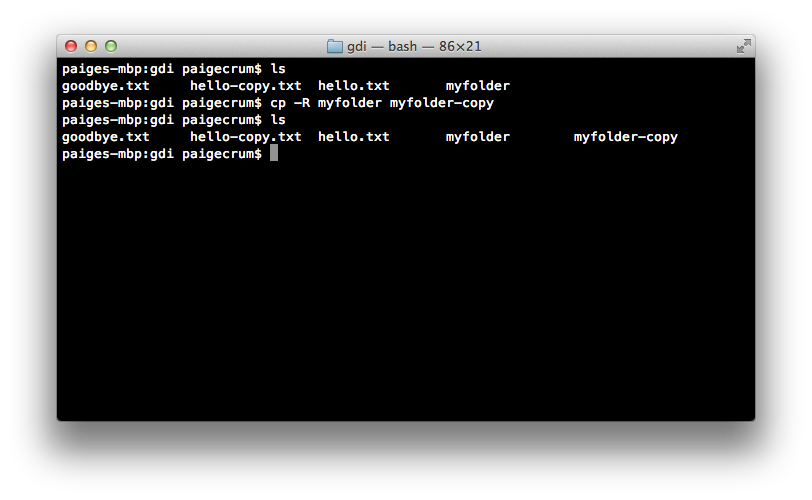 gdi — bash — 86×21
paiges-mbp:gdi paigecrum$ ls
goodbye.txt     hello-copy.txt  hello.txt       myfolder
paiges-mbp:gdi paigecrum$ cp -R myfolder myfolder-copy
paiges-mbp:gdi paigecrum$ ls
goodbye.txt     hello-copy.txt  hello.txt       myfolder        myfolder-copy
paiges-mbp:gdi paigecrum$